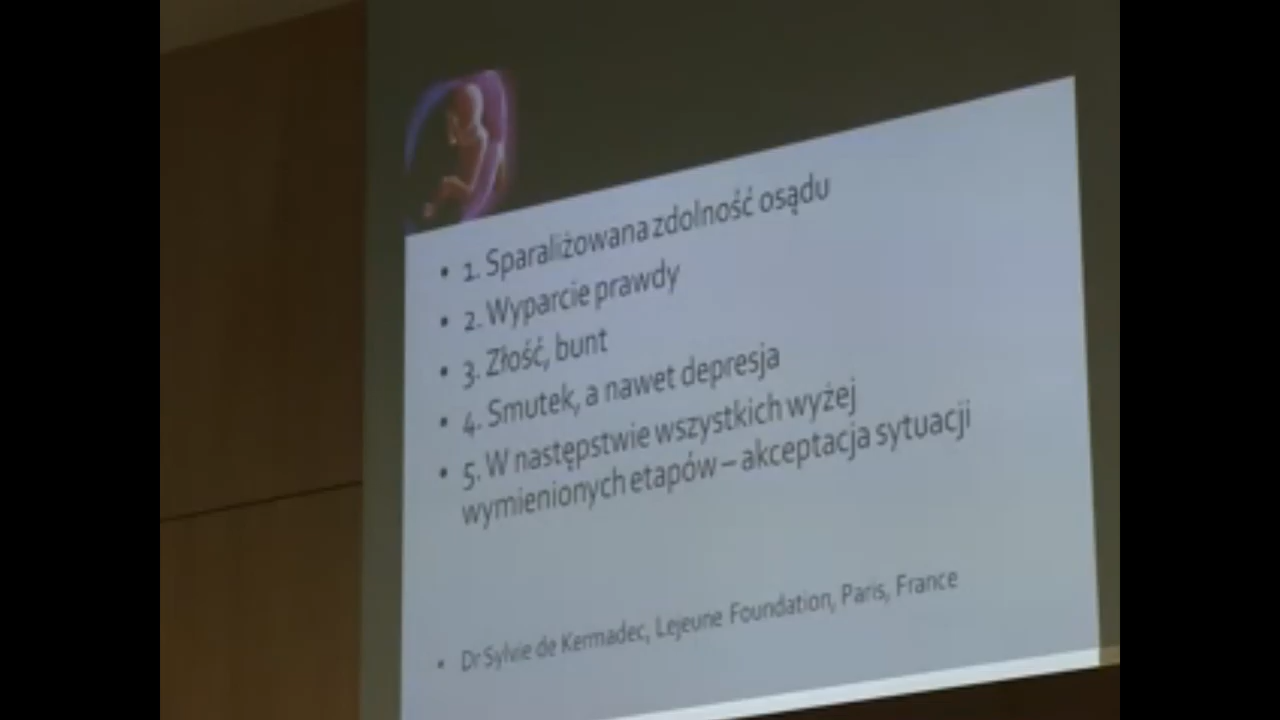 • 1. Sparaliżowana zdolność osądu
• 2. Wyparcie prawdy
• 3. Złość, bunt
• 4. Smutek, a nawet depresja
• 5. W następstwie wszystkich wyżej
wymienionych etapów – akceptacja sytuacji
• Dr Sylvie de Kermadec, Lejeune Foundation, Paris, France